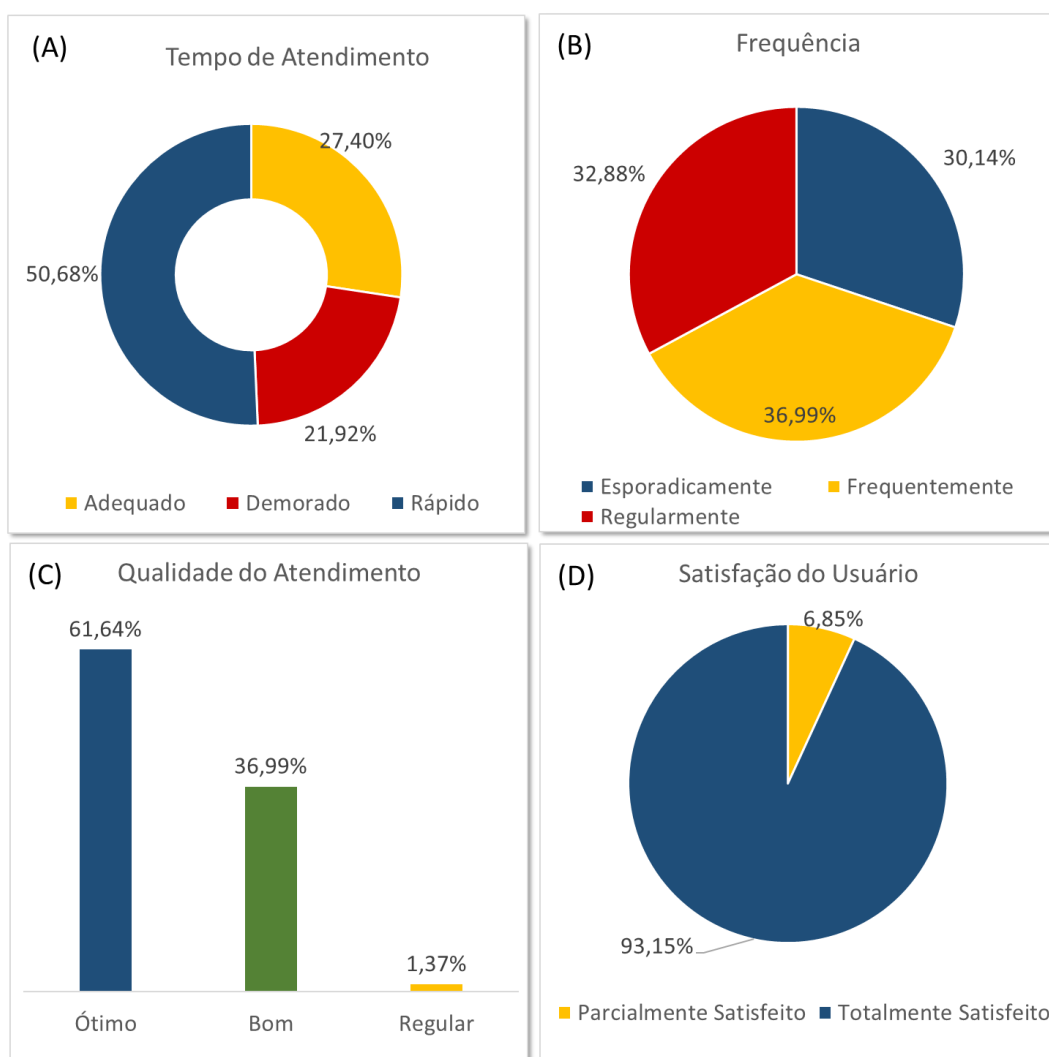 (A)
Tempo de Atendimento
27,40%
50,68%
21,92%
Adequado Demorado Rápido
(B)
Frequência
30,14%
32,88%
36,99%
Esporadicamente Frequentemente
Regularmente
(C)
Qualidade do Atendimento
61,64%
36,99%
1,37%
Ótimo Bom Regular
(D)
Satisfação do Usuário
6,85%
93,15%
Parcialmente Satisfeito Totalmente Satisfeito